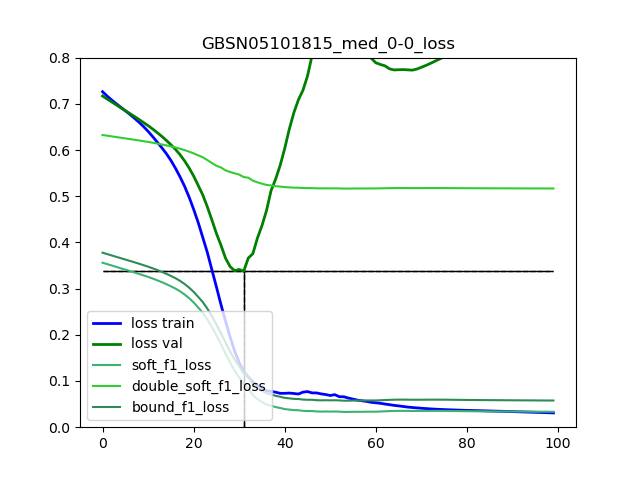 GBSN05101815_med_0-0_loss
0.8
0.7
0.6
0.5
0.4
0.3
0.2
0.1
0.0
loss train
loss val
soft_f1_loss
double_soft_f1_loss
bound_f1_loss
0 20 40 60 80 100